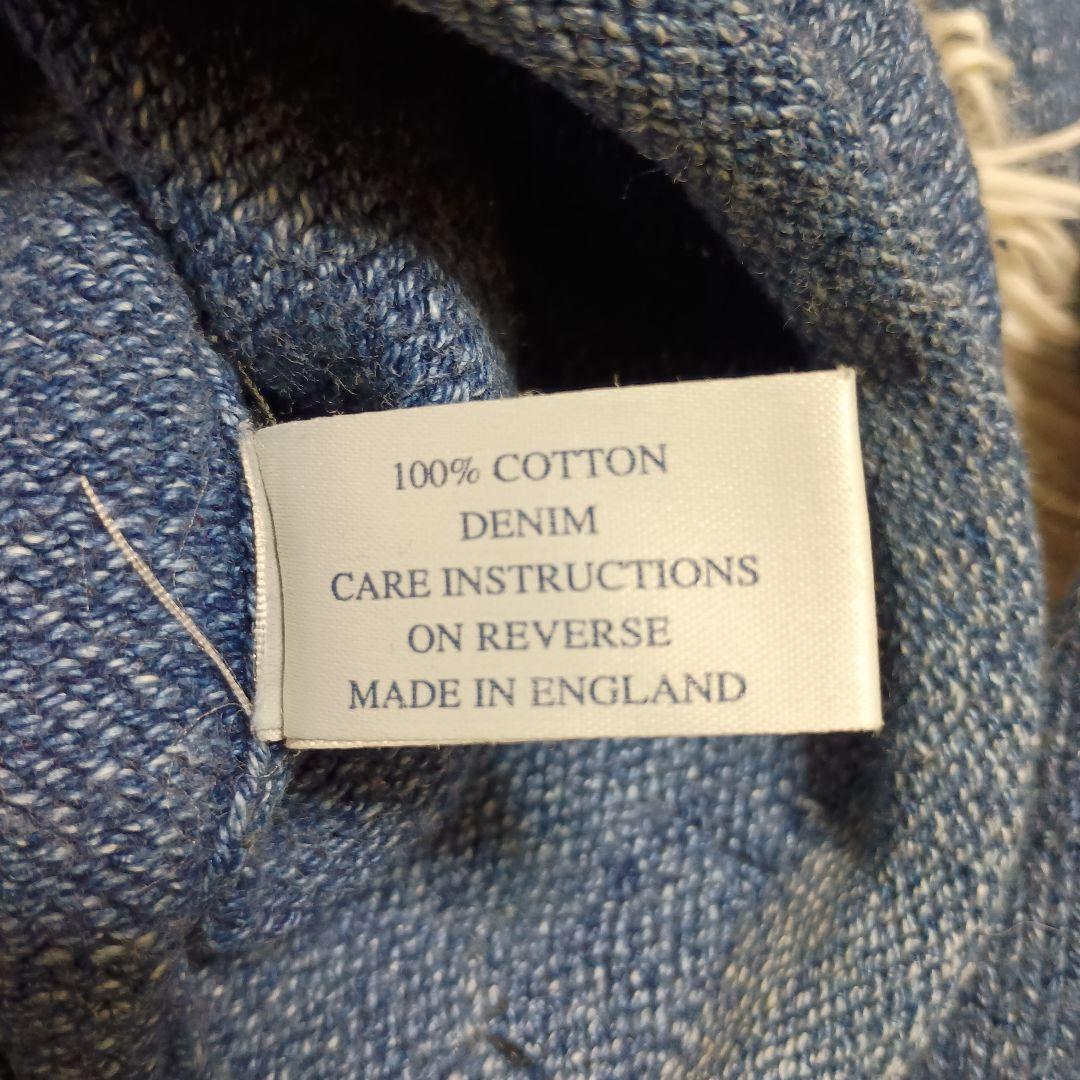 100% COTTON
DENIM
CARE INSTRUCTIONS
ON REVERSE
MADE IN ENGLAND